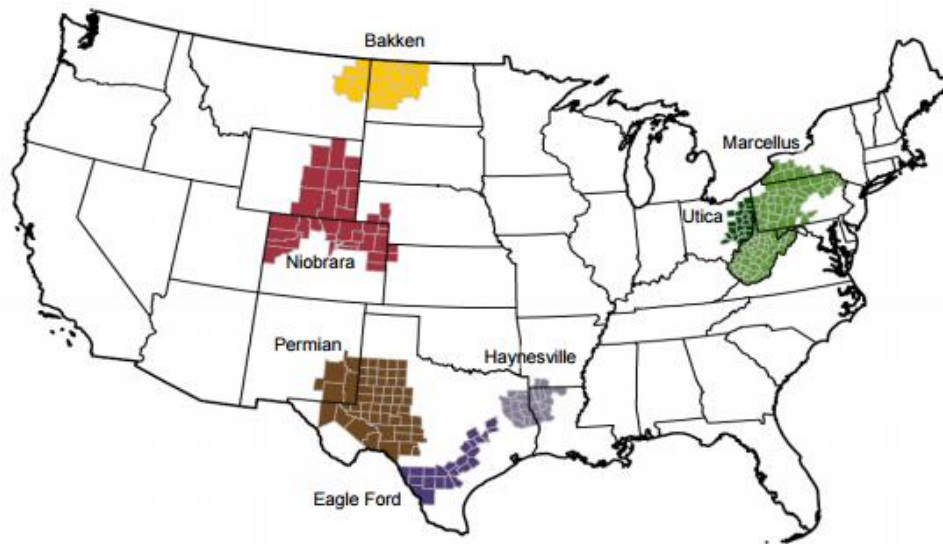 Bakken
Marcellus
Utica
Niobrara
Permian
Haynesville
Eagle Ford